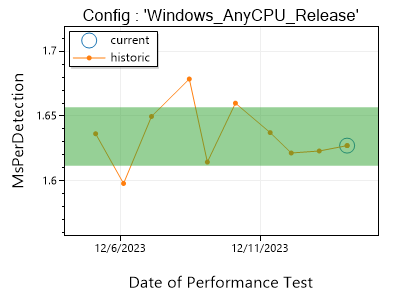 Config : 'Windows_AnyCPU_Release'
current
historic
1.7
1.65
1.6
MsPerDetection
12/6/2023
12/11/2023
Date of Performance Test